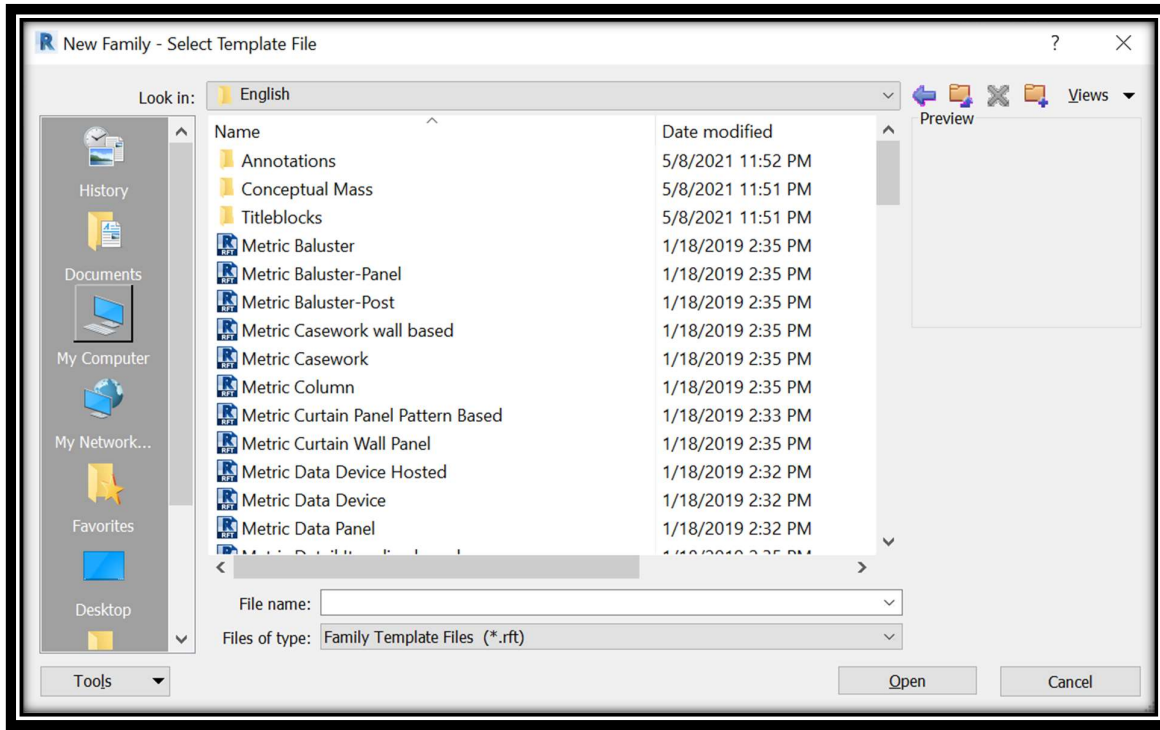 New Family - Select Template File ?
Look in: English Views
Preview
Name Date modified
Annotations 5/8/2021 11:52 PM
Conceptual Mass 5/8/2021 11:51 PM
Titleblocks 5/8/2021 11:51 PM
Metric Baluster 1/18/2019 2:35 PM
Metric Baluster-Panel 1/18/2019 2:35 PM
Metric Baluster-Post 1/18/2019 2:35 PM
Metric Casework wall based 1/18/2019 2:35 PM
Metric Casework 1/18/2019 2:35 PM
Metric Column 1/18/2019 2:35 PM
Metric Curtain Panel Pattern Based 1/18/2019 2:33 PM
Metric Curtain Wall Panel 1/18/2019 2:35 PM
Metric Data Device Hosted 1/18/2019 2:32 PM
Metric Data Device 1/18/2019 2:32 PM
Metric Data Panel 1/18/2019 2:32 PM
History
Documents
My Computer
My Network...
Favorites
Desktop
File name:
Files of type: Family Template Files (*.rft)
Tools Open Cancel